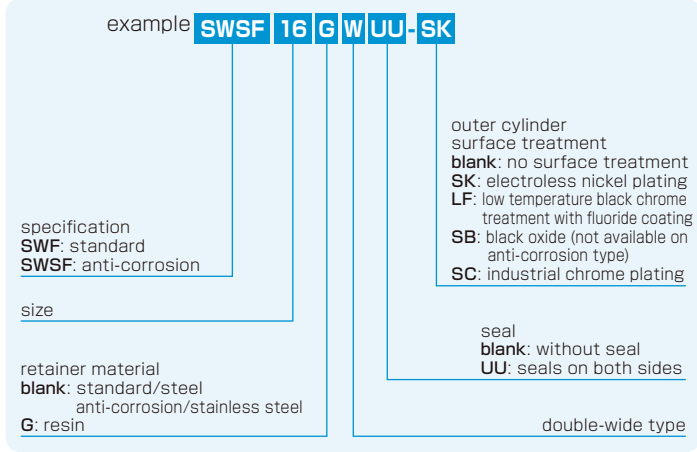 example SWSF 16 G W UU - SK
specification
SWF: standard
SWSF: anti-corrosion
size
retainer material
blank: standard/steel
anti-corrosion/stainless steel
G: resin
outer cylinder
surface treatment
blank: no surface treatment
SK: electroless nickel plating
LF: low temperature black chrome
treatment with fluoride coating
SB: black oxide (not available on
anti-corrosion type)
SC: industrial chrome plating
seal
blank: without seal
UU: seals on both sides
double-wide type